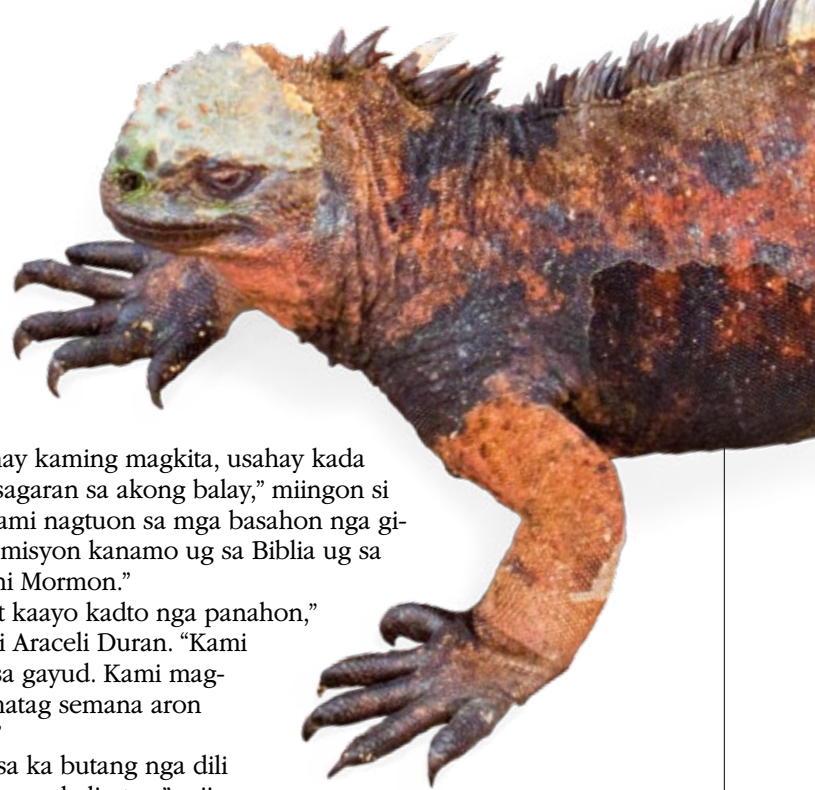 kaming magkita, usahay kada
sagaran sa akong balay,” miingon si
ami nagtuon sa mga basahon nga gi-
misyon kanamo ug sa Biblia ug sa
ni Mormon.”
kaayo kadto nga panahon,”
i Araceli Duran. “Kami
sa gayud. Kami mag-
matag semana aron
”
sa ka butang nga dili